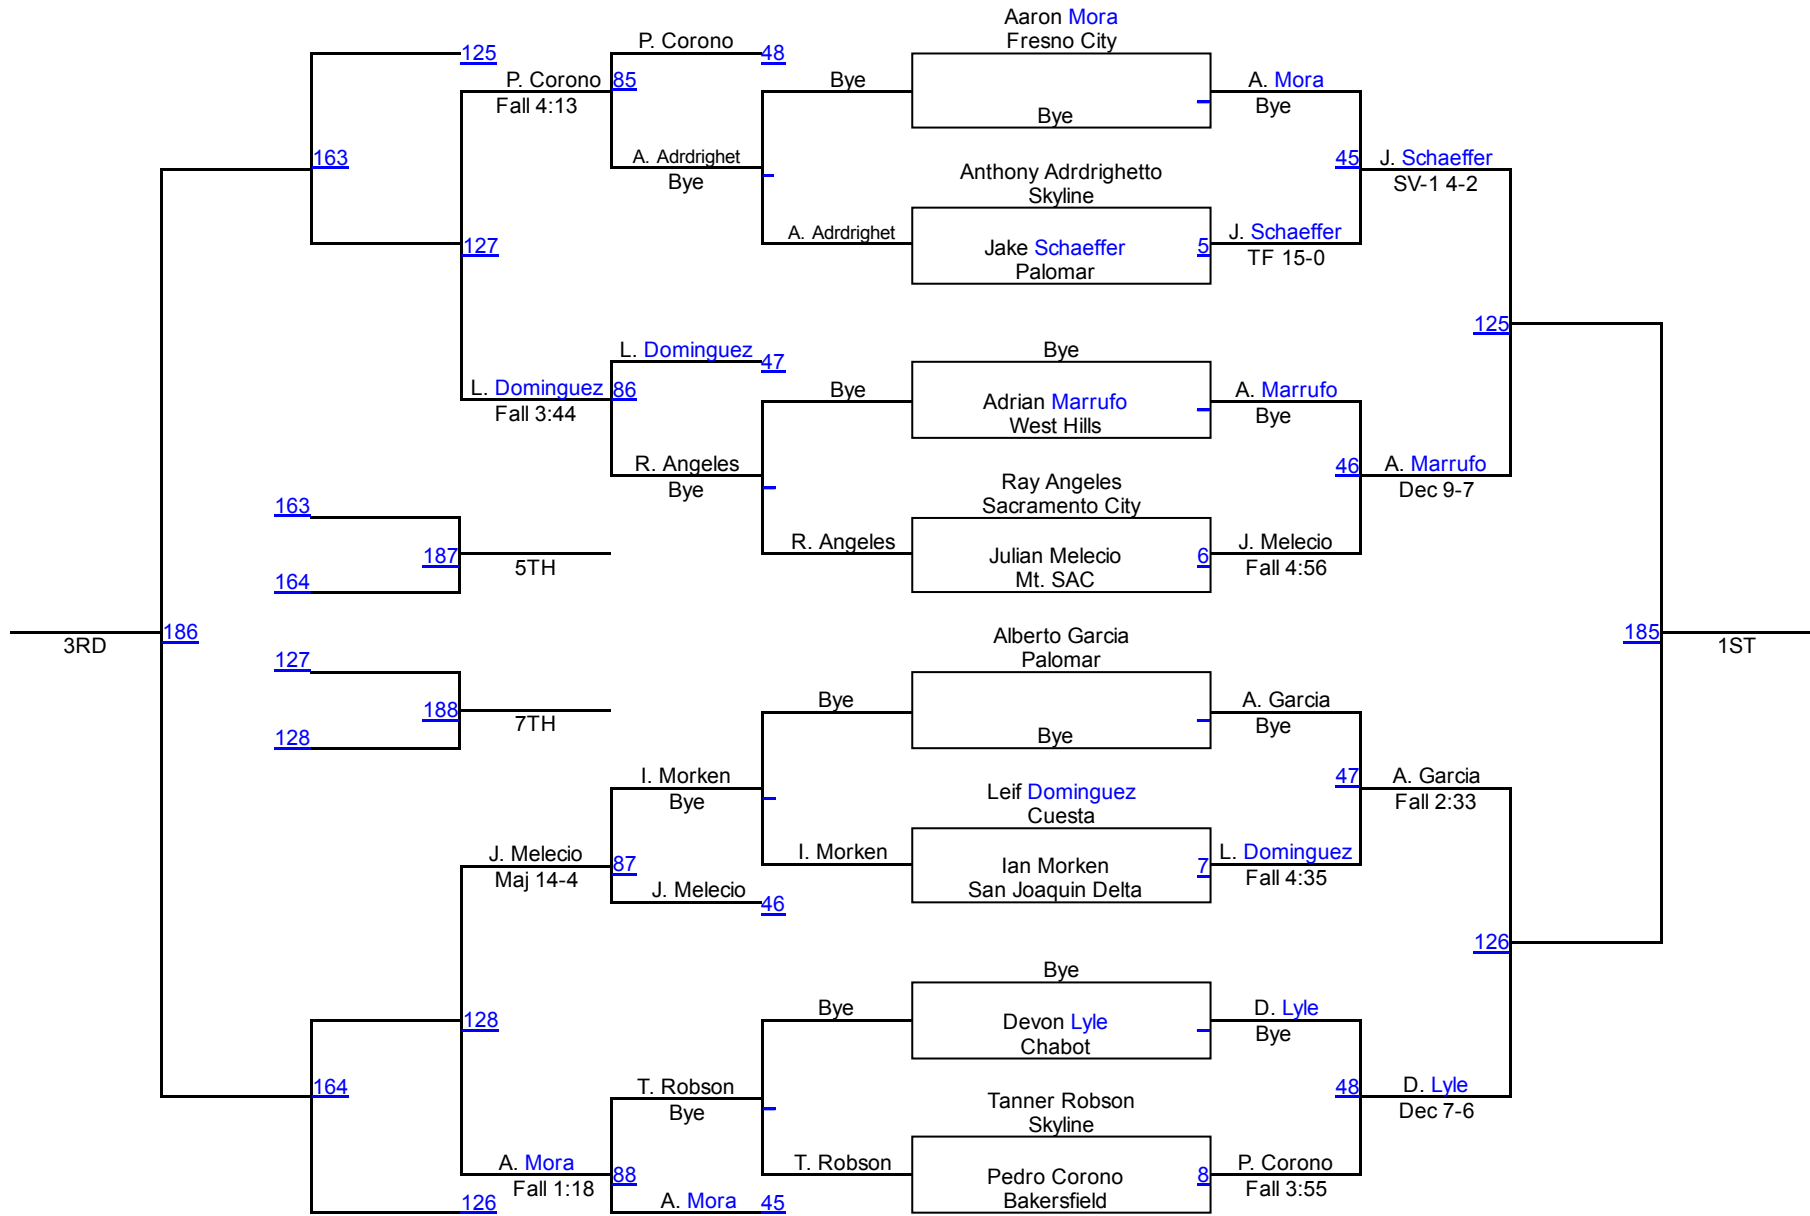 Aaron Mora
Fresno City
P. Corono
48
125
P. Corono
85
Fall 4:13
Bye
Bye
A. Mora
Bye
163
A. Adrdrighet
Bye
Anthony Adrdrighetto
Skyline
45
J. Schaeffer
SV-1 4-2
127
A. Adrdrighet
Jake Schaeffer
Palomar
5
J. Schaeffer
TF 15-0
125
L. Dominguez
47
Bye
L. Dominguez
86
Fall 3:44
Bye
Adrian Marrufo
West Hills
A. Marrufo
Bye
R. Angeles
Bye
Ray Angeles
Sacramento City
46
A. Marrufo
Dec 9-7
163
187
5TH
164
R. Angeles
Julian Melecio
Mt. SAC
6
J. Melecio
Fall 4:56
3RD
186
Alberto Garcia
Palomar
185
1ST
127
188
7TH
128
Bye
Bye
A. Garcia
Bye
I. Morken
Bye
Leif Dominguez
Cuesta
47
A. Garcia
Fall 2:33
J. Melecio
87
Maj 14-4
I. Morken
Ian Morken
San Joaquin Delta
7
L. Dominguez
Fall 4:35
J. Melecio
46
126
Bye
128
Bye
Devon Lyle
Chabot
D. Lyle
Bye
164
T. Robson
Bye
Tanner Robson
Skyline
48
D. Lyle
Dec 7-6
A. Mora
88
Fall 1:18
T. Robson
Pedro Corono
Bakersfield
8
P. Corono
Fall 3:55
126
A. Mora
45